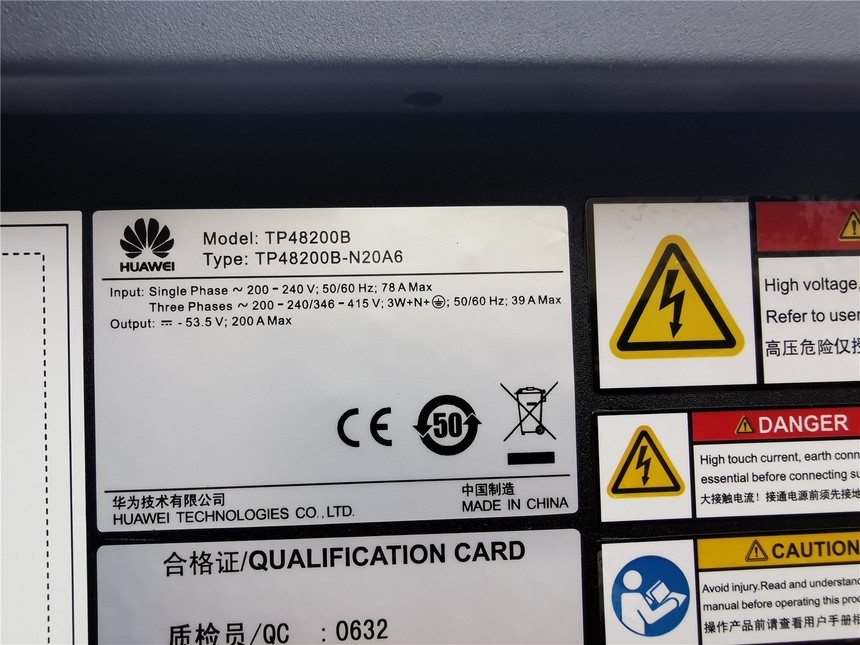 HUAWEI
Model: TP48200B
Type: TP48200B-N20A6
Input: Single Phase ~ 200 - 240 V; 50/60 Hz; 78 A Max
Three Phases ~ 200 - 240/346 - 415 V; 3W+N+⏚; 50/60 Hz; 39 A Max
Output: ⎓ - 53.5 V; 200 A Max
CE
50
华为技术有限公司
HUAWEI TECHNOLOGIES CO.,LTD.
中国制造
MADE IN CHINA
合格证/QUALIFICATION CARD
质检员/QC : 0632
High voltage,
Refer to user
高压危险仅授
DANGER
High touch current, earth conn
essential before connecting su
大接触电流！接通电源前须先接地
CAUTION
Avoid injury.Read and understand
manual before operating this prod
操作产品前请查看用户手册相